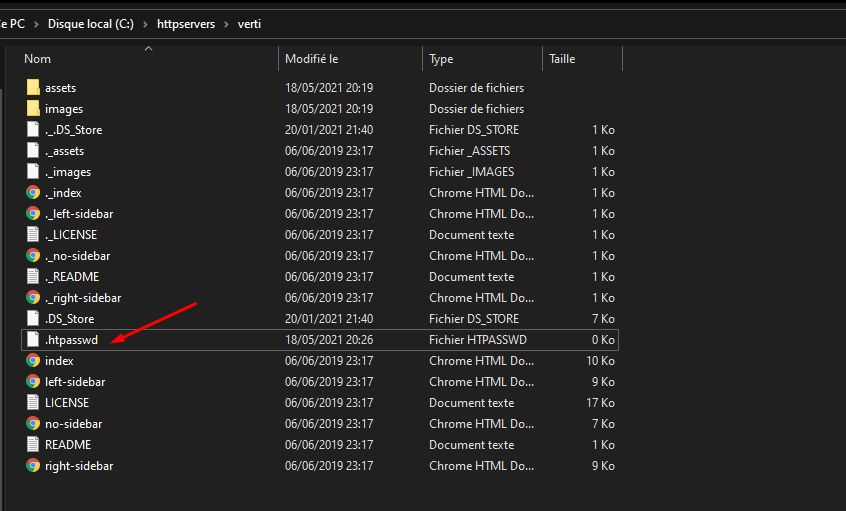 Ce PC > Disque local (C:) > httpservers > verti
Nom Modifié le Type Taille
assets 18/05/2021 20:19 Dossier de fichiers
images 18/05/2021 20:19 Dossier de fichiers
._.DS_Store 20/01/2021 21:40 Fichier DS_STORE 1 Ko
._assets 06/06/2019 23:17 Fichier _ASSETS 1 Ko
._images 06/06/2019 23:17 Fichier _IMAGES 1 Ko
._index 06/06/2019 23:17 Chrome HTML Do... 1 Ko
._left-sidebar 06/06/2019 23:17 Chrome HTML Do... 1 Ko
._LICENSE 06/06/2019 23:17 Document texte 1 Ko
._no-sidebar 06/06/2019 23:17 Chrome HTML Do... 1 Ko
._README 06/06/2019 23:17 Document texte 1 Ko
._right-sidebar 06/06/2019 23:17 Chrome HTML Do... 1 Ko
.DS_Store 20/01/2021 21:40 Fichier DS_STORE 7 Ko
.htpasswd 18/05/2021 20:26 Fichier HTPASSWD 0 Ko
index 06/06/2019 23:17 Chrome HTML Do... 10 Ko
left-sidebar 06/06/2019 23:17 Chrome HTML Do... 9 Ko
LICENSE 06/06/2019 23:17 Document texte 17 Ko
no-sidebar 06/06/2019 23:17 Chrome HTML Do... 7 Ko
README 06/06/2019 23:17 Document texte 1 Ko
right-sidebar 06/06/2019 23:17 Chrome HTML Do... 9 Ko